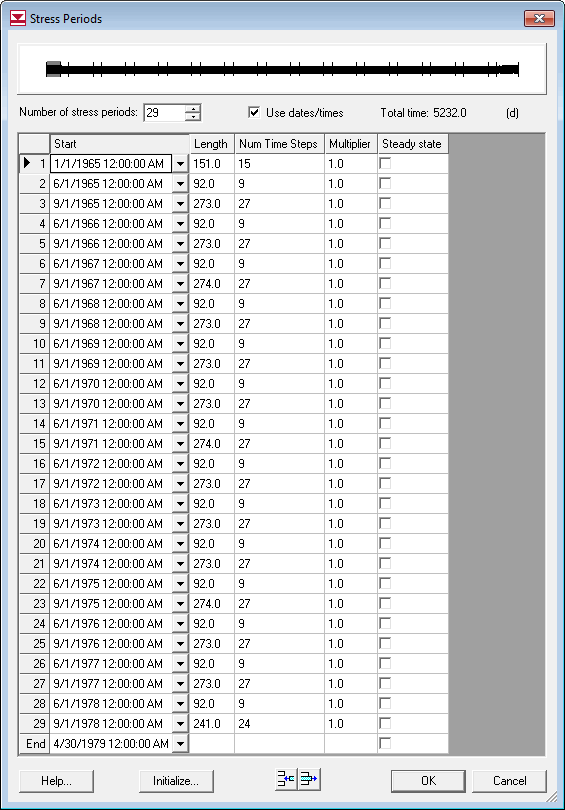 Stress Periods
Number of stress periods: 29 Use dates/times Total time: 5232.0 (d)
Start Length Num Time Steps Multiplier Steady state
1 1/1/1965 12:00:00 AM 151.0 15 1.0
2 6/1/1965 12:00:00 AM 92.0 9 1.0
3 9/1/1965 12:00:00 AM 273.0 27 1.0
4 6/1/1966 12:00:00 AM 92.0 9 1.0
5 9/1/1966 12:00:00 AM 273.0 27 1.0
6 6/1/1967 12:00:00 AM 92.0 9 1.0
7 9/1/1967 12:00:00 AM 274.0 27 1.0
8 6/1/1968 12:00:00 AM 92.0 9 1.0
9 9/1/1968 12:00:00 AM 273.0 27 1.0
10 6/1/1969 12:00:00 AM 92.0 9 1.0
11 9/1/1969 12:00:00 AM 273.0 27 1.0
12 6/1/1970 12:00:00 AM 92.0 9 1.0
13 9/1/1970 12:00:00 AM 273.0 27 1.0
14 6/1/1971 12:00:00 AM 92.0 9 1.0
15 9/1/1971 12:00:00 AM 274.0 27 1.0
16 6/1/1972 12:00:00 AM 92.0 9 1.0
17 9/1/1972 12:00:00 AM 273.0 27 1.0
18 6/1/1973 12:00:00 AM 92.0 9 1.0
19 9/1/1973 12:00:00 AM 273.0 27 1.0
20 6/1/1974 12:00:00 AM 92.0 9 1.0
21 9/1/1974 12:00:00 AM 273.0 27 1.0
22 6/1/1975 12:00:00 AM 92.0 9 1.0
23 9/1/1975 12:00:00 AM 274.0 27 1.0
24 6/1/1976 12:00:00 AM 92.0 9 1.0
25 9/1/1976 12:00:00 AM 273.0 27 1.0
26 6/1/1977 12:00:00 AM 92.0 9 1.0
27 9/1/1977 12:00:00 AM 273.0 27 1.0
28 6/1/1978 12:00:00 AM 92.0 9 1.0
29 9/1/1978 12:00:00 AM 241.0 24 1.0
End 4/30/1979 12:00:00 AM
Help... Initialize... OK Cancel